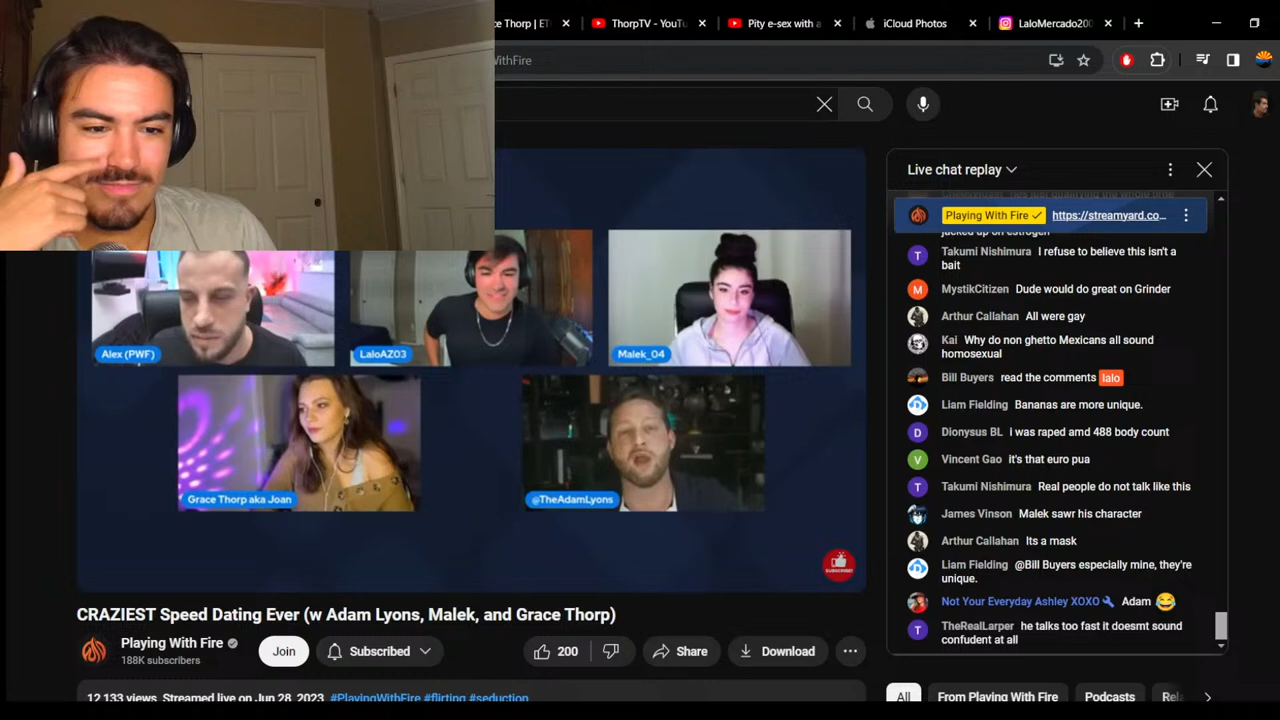 ce Thorp | ET
ThorpTV - YouTu
Pity e-sex with a
iCloud Photos
LaloMercado200
WithFire
Live chat replay
Playing With Fire https://streamyard.co...
jacked up on estrogen
Takumi Nishimura I refuse to believe this isn't a
bait
MystikCitizen Dude would do great on Grinder
Arthur Callahan All were gay
Kai Why do non ghetto Mexicans all sound
homosexual
Bill Buyers read the comments lalo
Liam Fielding Bananas are more unique.
Dionysus BL i was raped amd 488 body count
Vincent Gao it's that euro pua
Takumi Nishimura Real people do not talk like this
James Vinson Malek sawr his character
Arthur Callahan Its a mask
Liam Fielding @Bill Buyers especially mine, they're
unique.
Not Your Everyday Ashley XOXO Adam 😂
TheRealLarper he talks too fast it doesmt sound
confudent at all
Alex (PWF)
LaloAZ03
Malek_04
Grace Thorp aka Joan
@TheAdamLyons
SUBSCRIBE
CRAZIEST Speed Dating Ever (w Adam Lyons, Malek, and Grace Thorp)
Playing With Fire
188K subscribers
Join
Subscribed
200
Share
Download
12,133 views Streamed live on Jun 28, 2023 #PlayingWithFire #flirting #seduction
All
From Playing With Fire
Podcasts
Rel